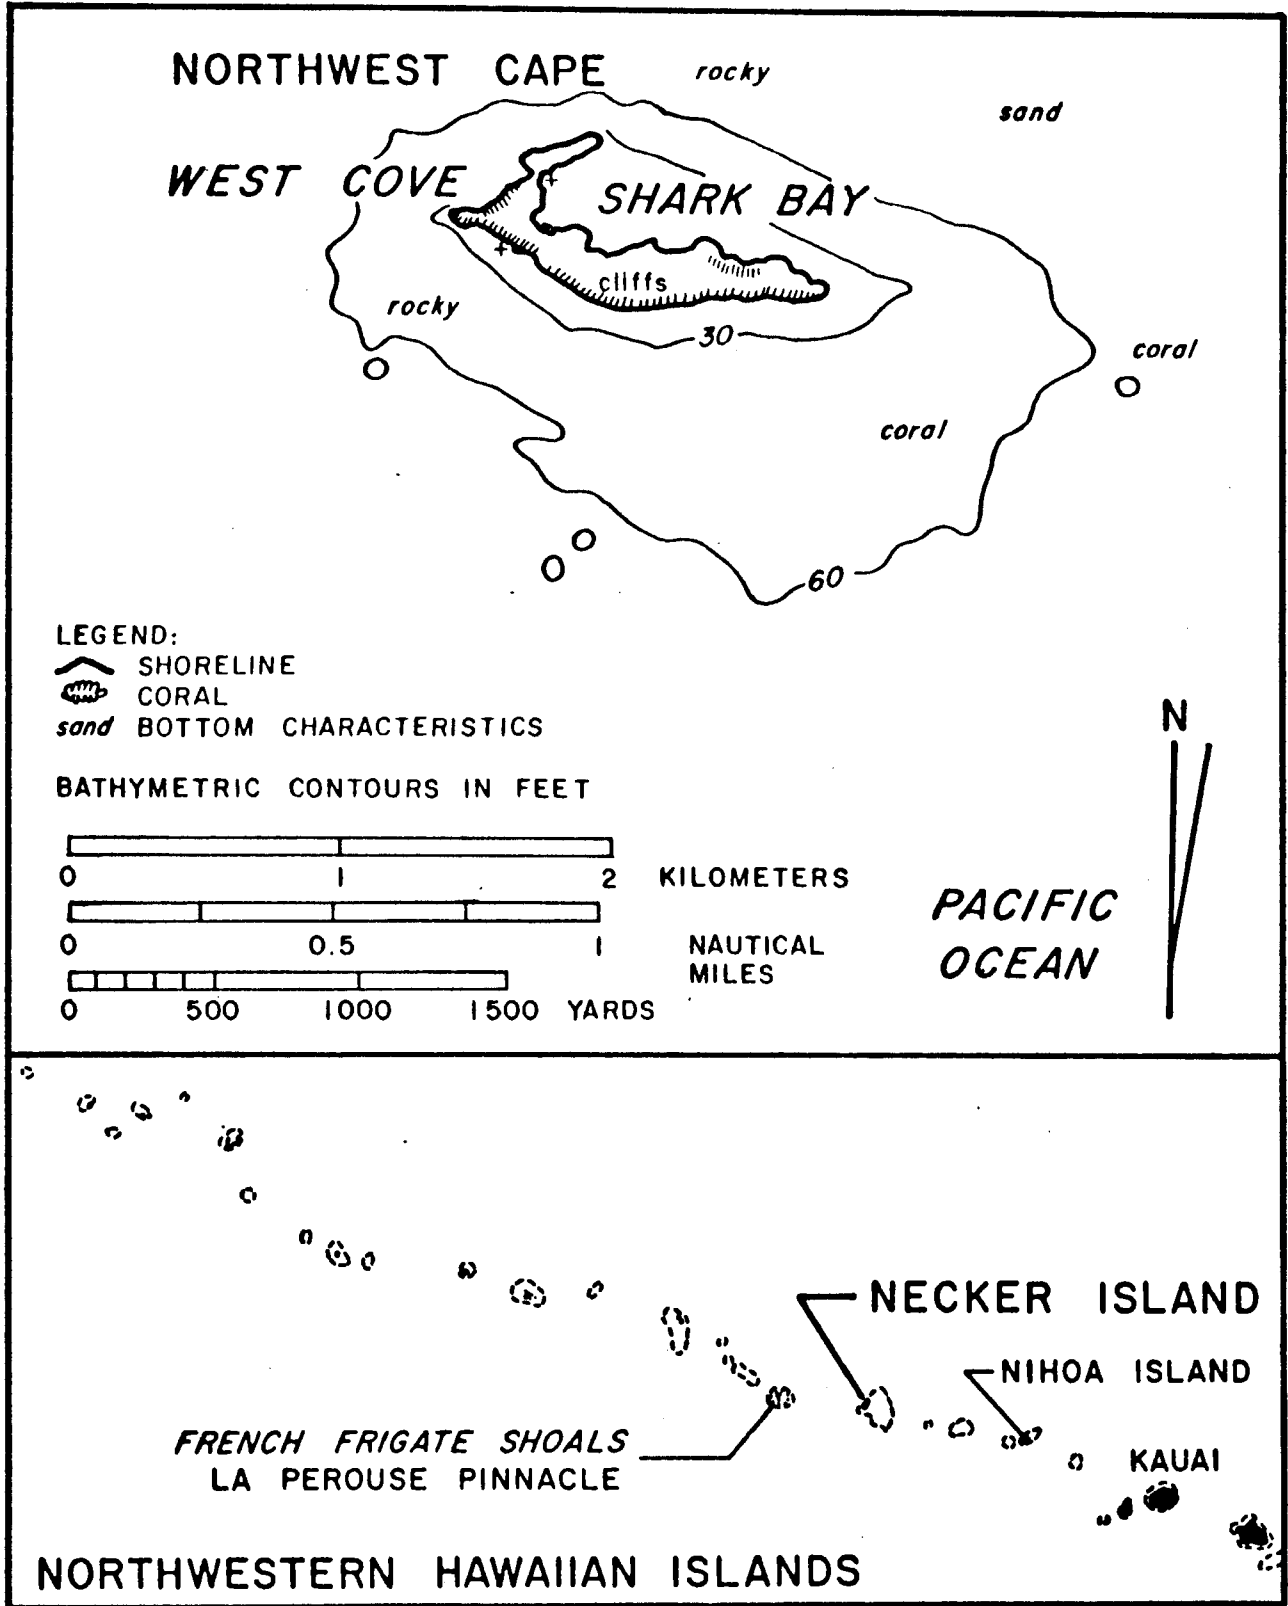 NORTHWEST CAPE
rocky
sand
WEST COVE
SHARK BAY
cliffs
rocky
30
coral
coral
60
LEGEND:
SHORELINE
CORAL
sand BOTTOM CHARACTERISTICS
N
BATHYMETRIC CONTOURS IN FEET
0 1 2 KILOMETERS
0 0.5 1 NAUTICAL
MILES
0 500 1000 1500 YARDS
PACIFIC
OCEAN
NECKER ISLAND
NIHOA ISLAND
FRENCH FRIGATE SHOALS
LA PEROUSE PINNACLE
KAUAI
NORTHWESTERN HAWAIIAN ISLANDS